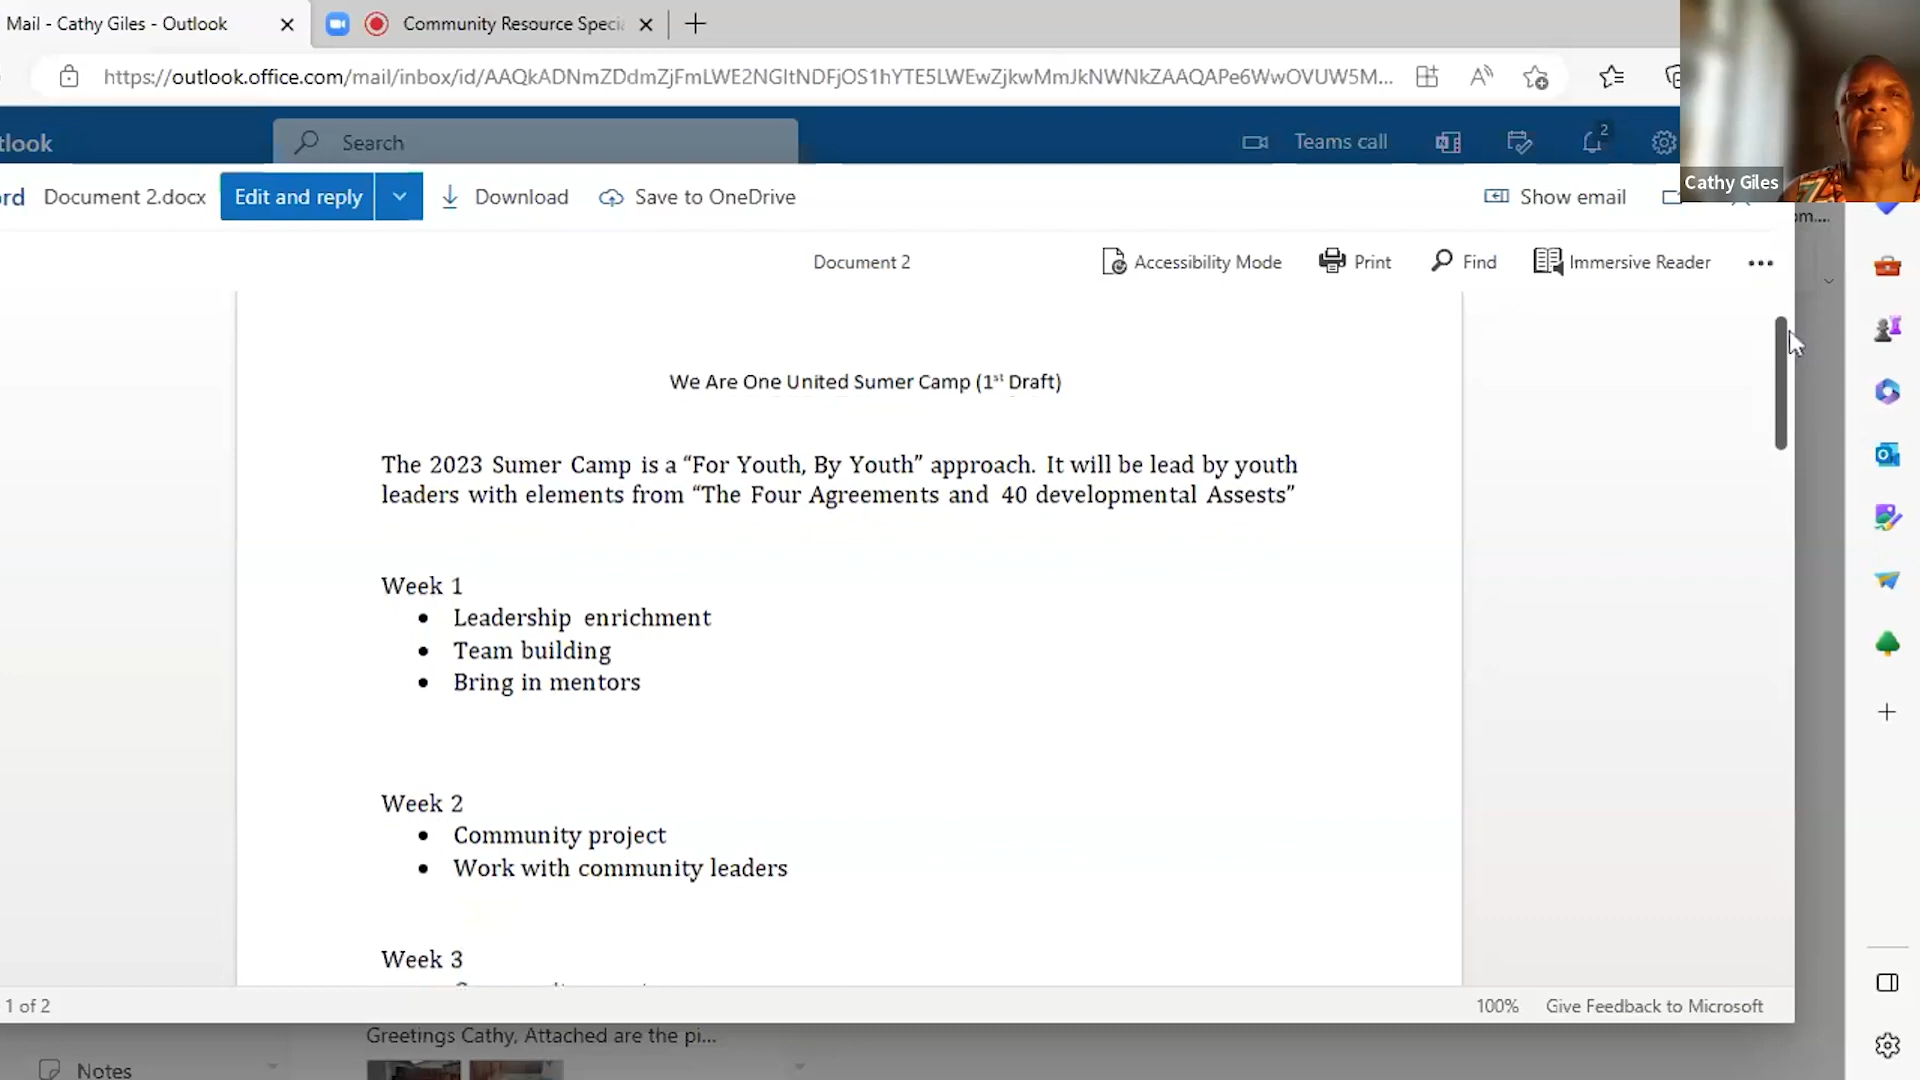 Mail - Cathy Giles - Outlook
Community Resource Speci
https://outlook.office.com/mail/inbox/id/AAQkADNmZDdmZjFmLWE2NGItNDFjOS1hYTE5LWEwZjkwMmJkNWNkZAAQAPe6WwOVUW5M...
tlook
Search
Teams call
2
Cathy Giles
ord
Document 2.docx
Edit and reply
Download
Save to OneDrive
Show email
om....
Document 2
Accessibility Mode
Print
Find
Immersive Reader
We Are One United Sumer Camp (1st Draft)
The 2023 Sumer Camp is a “For Youth, By Youth” approach. It will be lead by youth
leaders with elements from “The Four Agreements and 40 developmental Assests”
Week 1
• Leadership enrichment
• Team building
• Bring in mentors
Week 2
• Community project
• Work with community leaders
Week 3
1 of 2
100%
Give Feedback to Microsoft
Greetings Cathy, Attached are the pi...
Notes